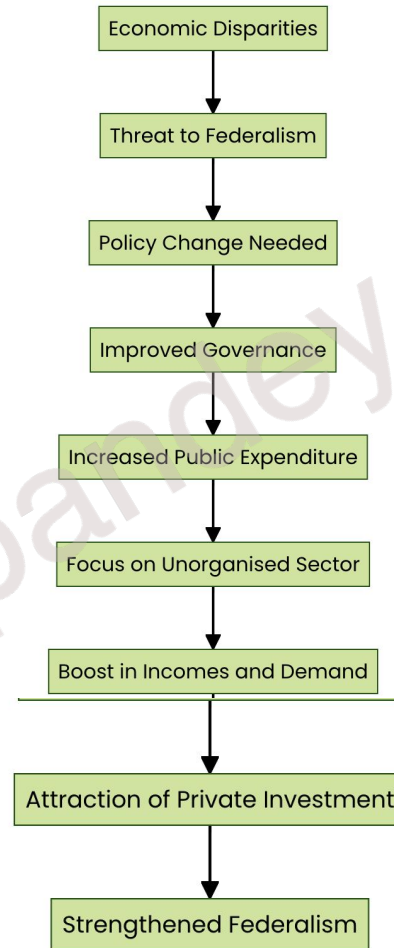 Economic Disparities
Threat to Federalism
Policy Change Needed
Improved Governance
Increased Public Expenditure
Focus on Unorganised Sector
Boost in Incomes and Demand
Attraction of Private Investment
Strengthened Federalism
pandey